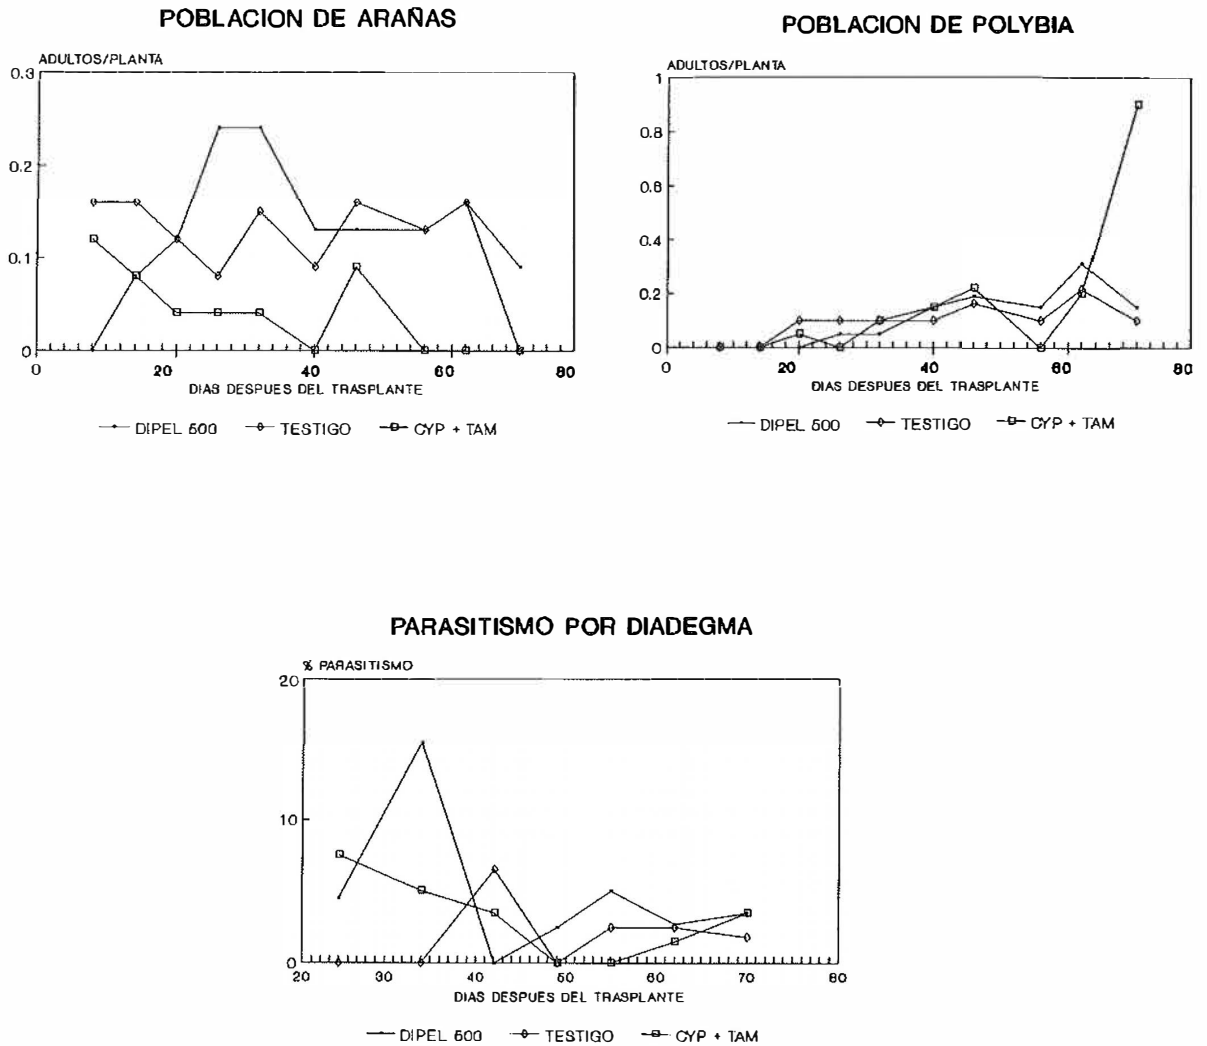 POBLACION DE ARAÑAS
ADULTOS/PLANTA
0.3
0.2
0.1
0
0 20 40 60 80
DIAS DESPUES DEL TRASPLANTE
DIPEL 500 TESTIGO CYP + TAM
POBLACION DE POLYBIA
ADULTOS/PLANTA
1
0.8
0.6
0.4
0.2
0
0 20 40 60 80
DIAS DESPUES DEL TRASPLANTE
DIPEL 500 TESTIGO CYP + TAM
PARASITISMO POR DIADEGMA
% PARASITISMO
20
10
0
20 30 40 50 60 70 80
DIAS DESPUES DEL TRASPLANTE
DIPEL 500 TESTIGO CYP + TAM